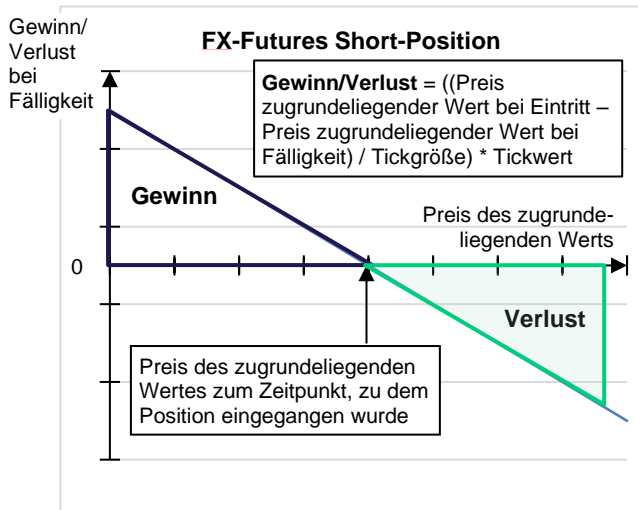 Gewinn/
Verlust
bei
Fälligkeit
FX-Futures Short-Position
Gewinn/Verlust = ((Preis
zugrundeliegender Wert bei Eintritt –
Preis zugrundeliegender Wert bei
Fälligkeit) / Tickgröße) * Tickwert
Gewinn
Preis des zugrunde-
liegenden Werts
0
Verlust
Preis des zugrundeliegenden
Wertes zum Zeitpunkt, zu dem
Position eingegangen wurde